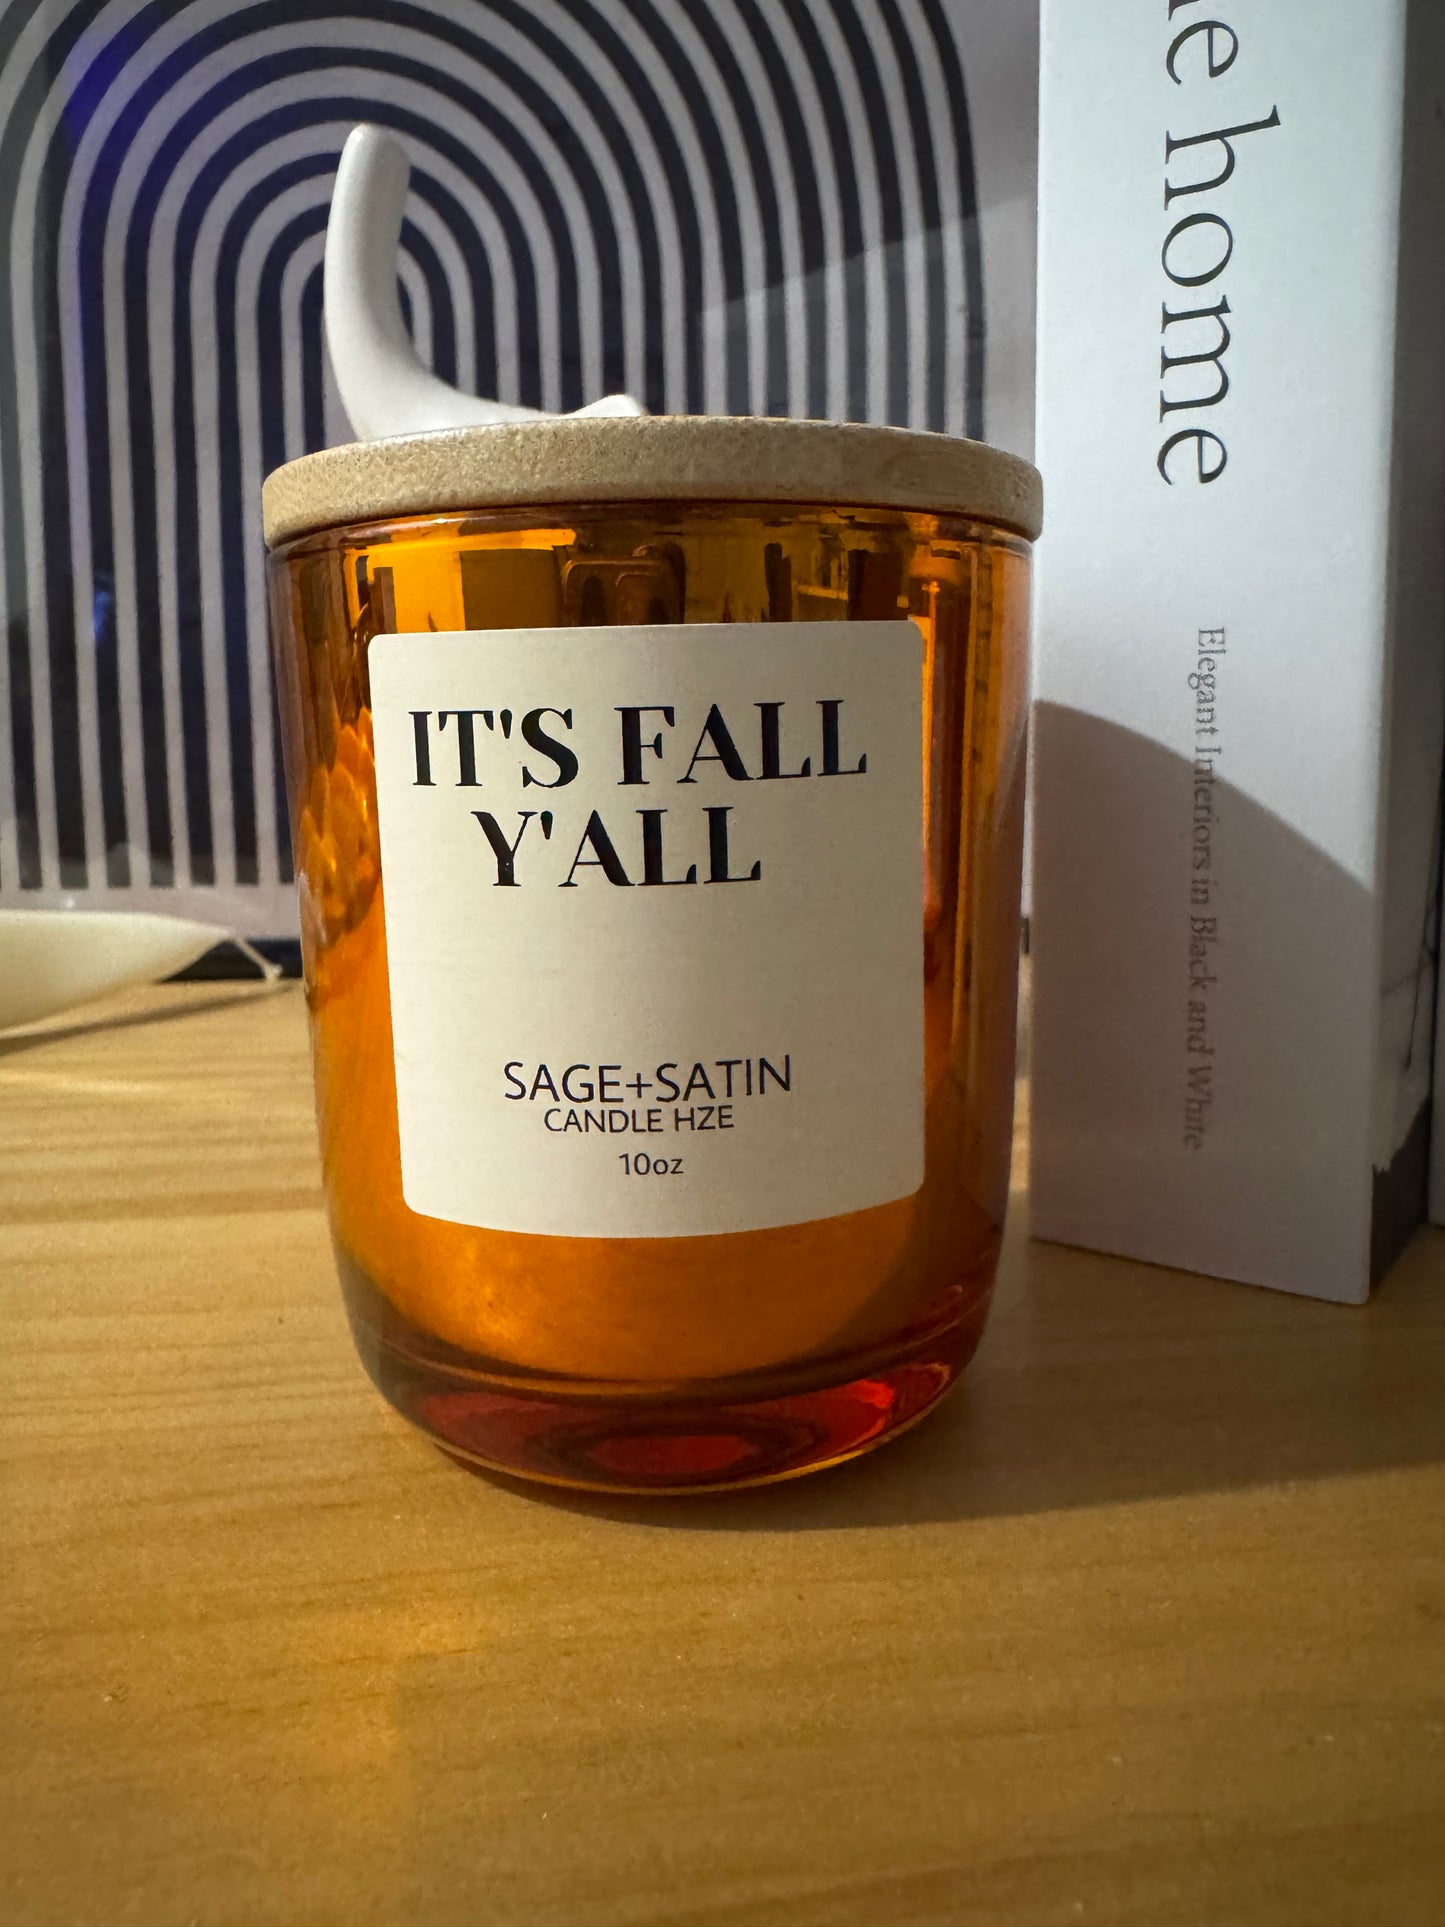 IT'S FALL
Y'ALL
SAGE+SATIN
CANDLE HZE
10oz
home
Elegant Interiors in Black and White